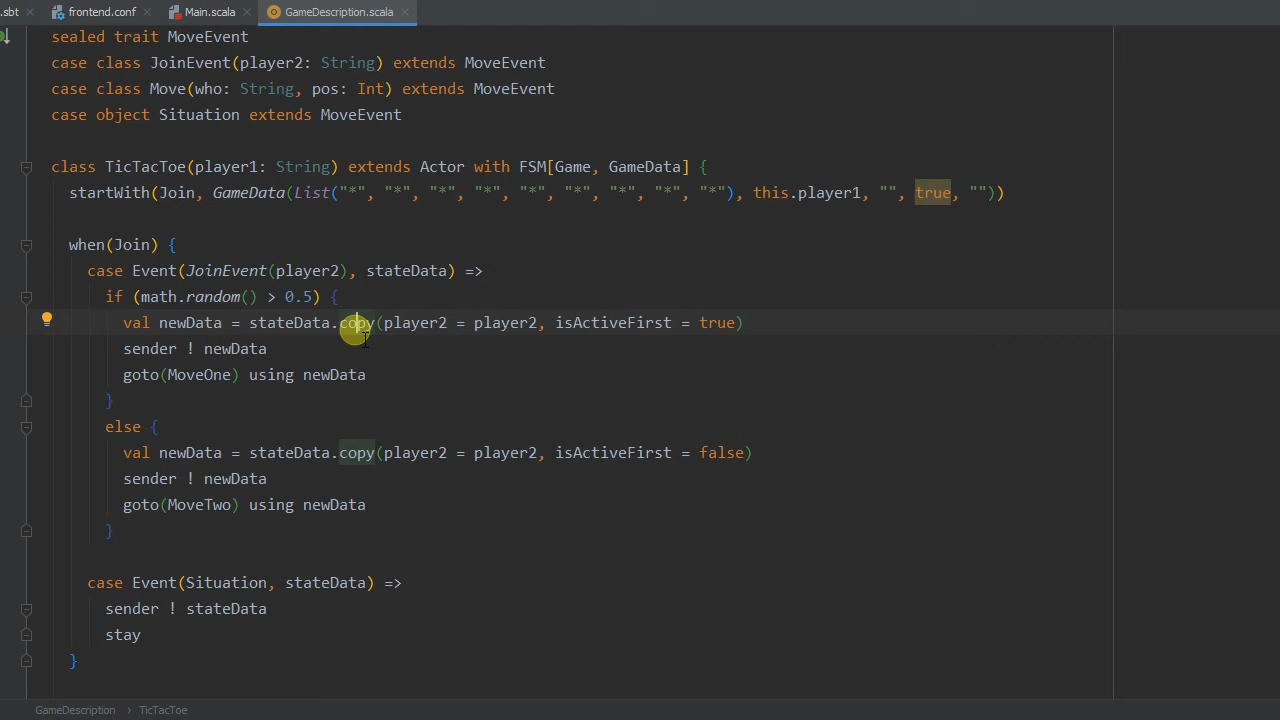 .sbt frontend.conf Main.scala GameDescription.scala
sealed trait MoveEvent
case class JoinEvent(player2: String) extends MoveEvent
case class Move(who: String, pos: Int) extends MoveEvent
case object Situation extends MoveEvent
class TicTacToe(player1: String) extends Actor with FSM[Game, GameData] {
startWith(Join, GameData(List("*", "*", "*", "*", "*", "*", "*", "*", "*"), this.player1, "", true, ""))
when(Join) {
case Event(JoinEvent(player2), stateData) =>
if (math.random() > 0.5) {
val newData = stateData.copy(player2 = player2, isActiveFirst = true)
sender ! newData
goto(MoveOne) using newData
}
else {
val newData = stateData.copy(player2 = player2, isActiveFirst = false)
sender ! newData
goto(MoveTwo) using newData
}
case Event(Situation, stateData) =>
sender ! stateData
stay
}
GameDescription › TicTacToe